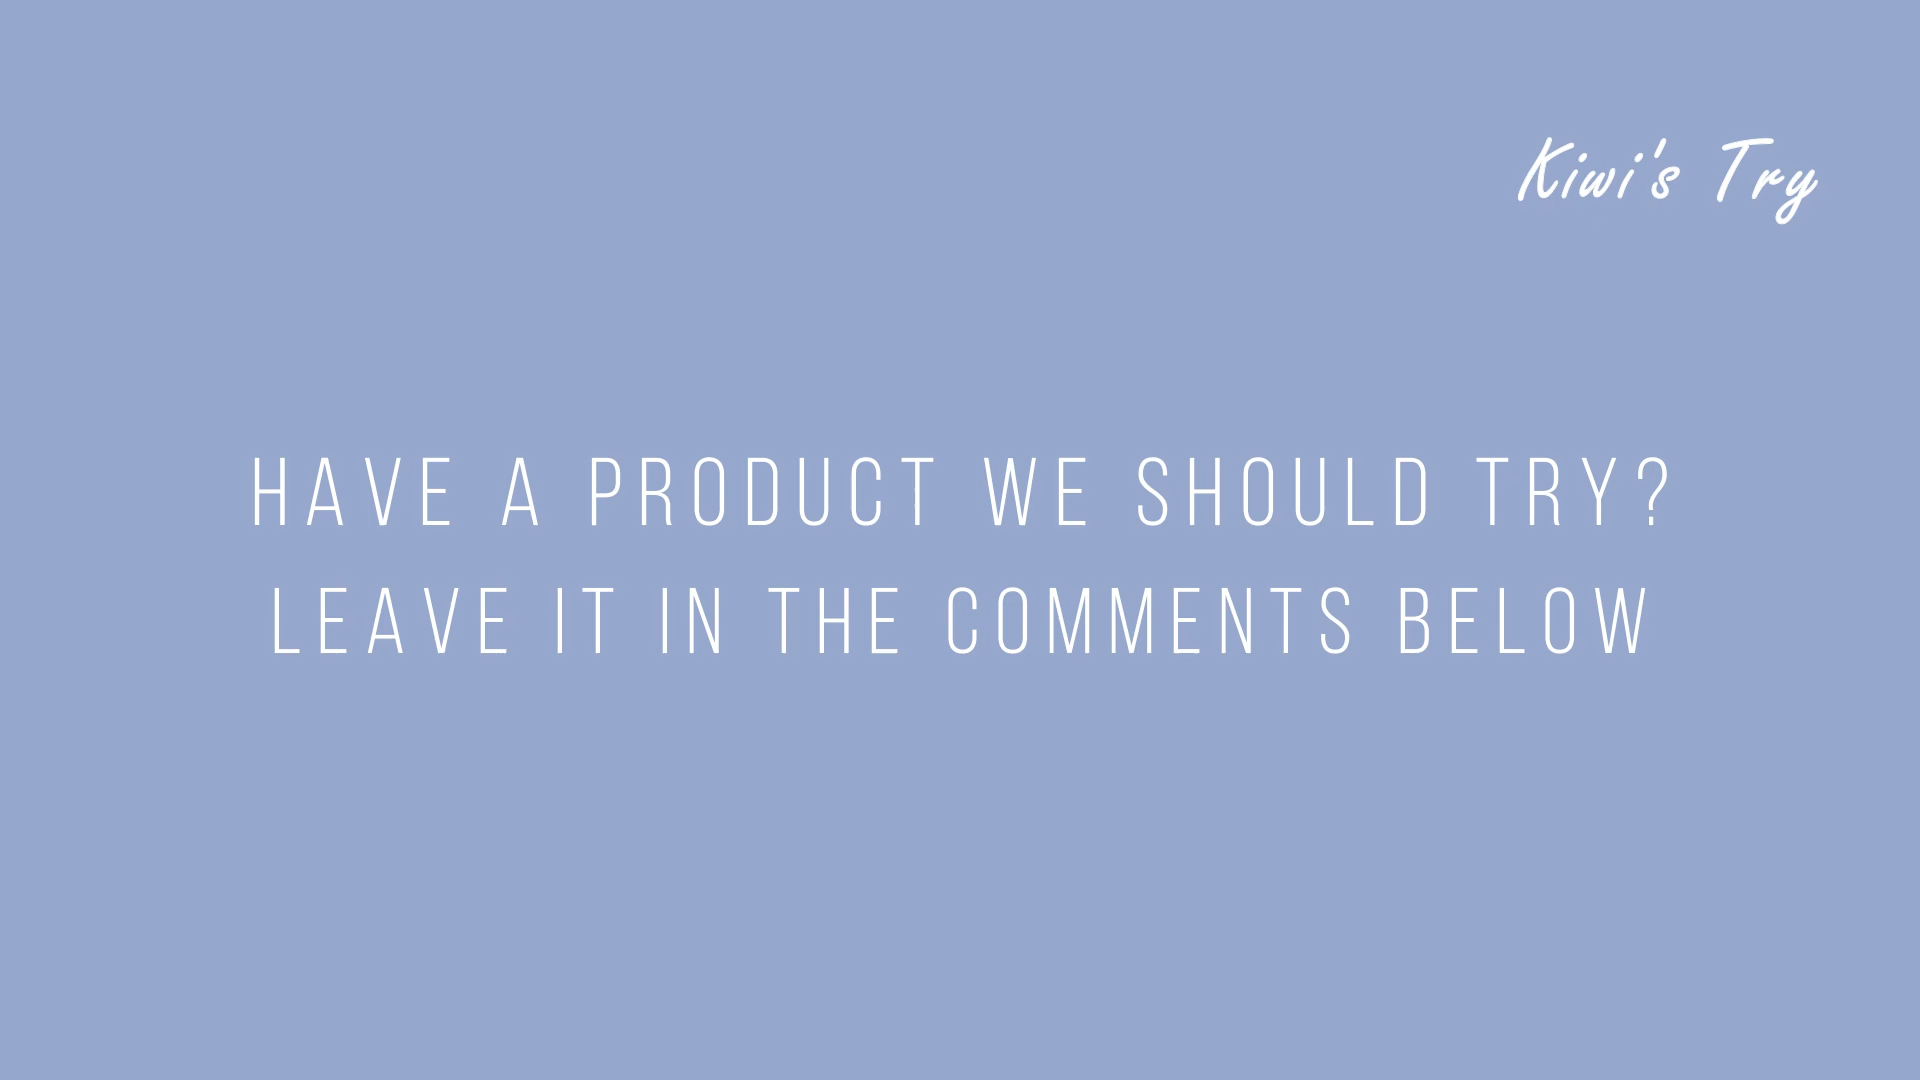 Kiwi's Try
HAVE A PRODUCT WE SHOULD TRY?
LEAVE IT IN THE COMMENTS BELOW